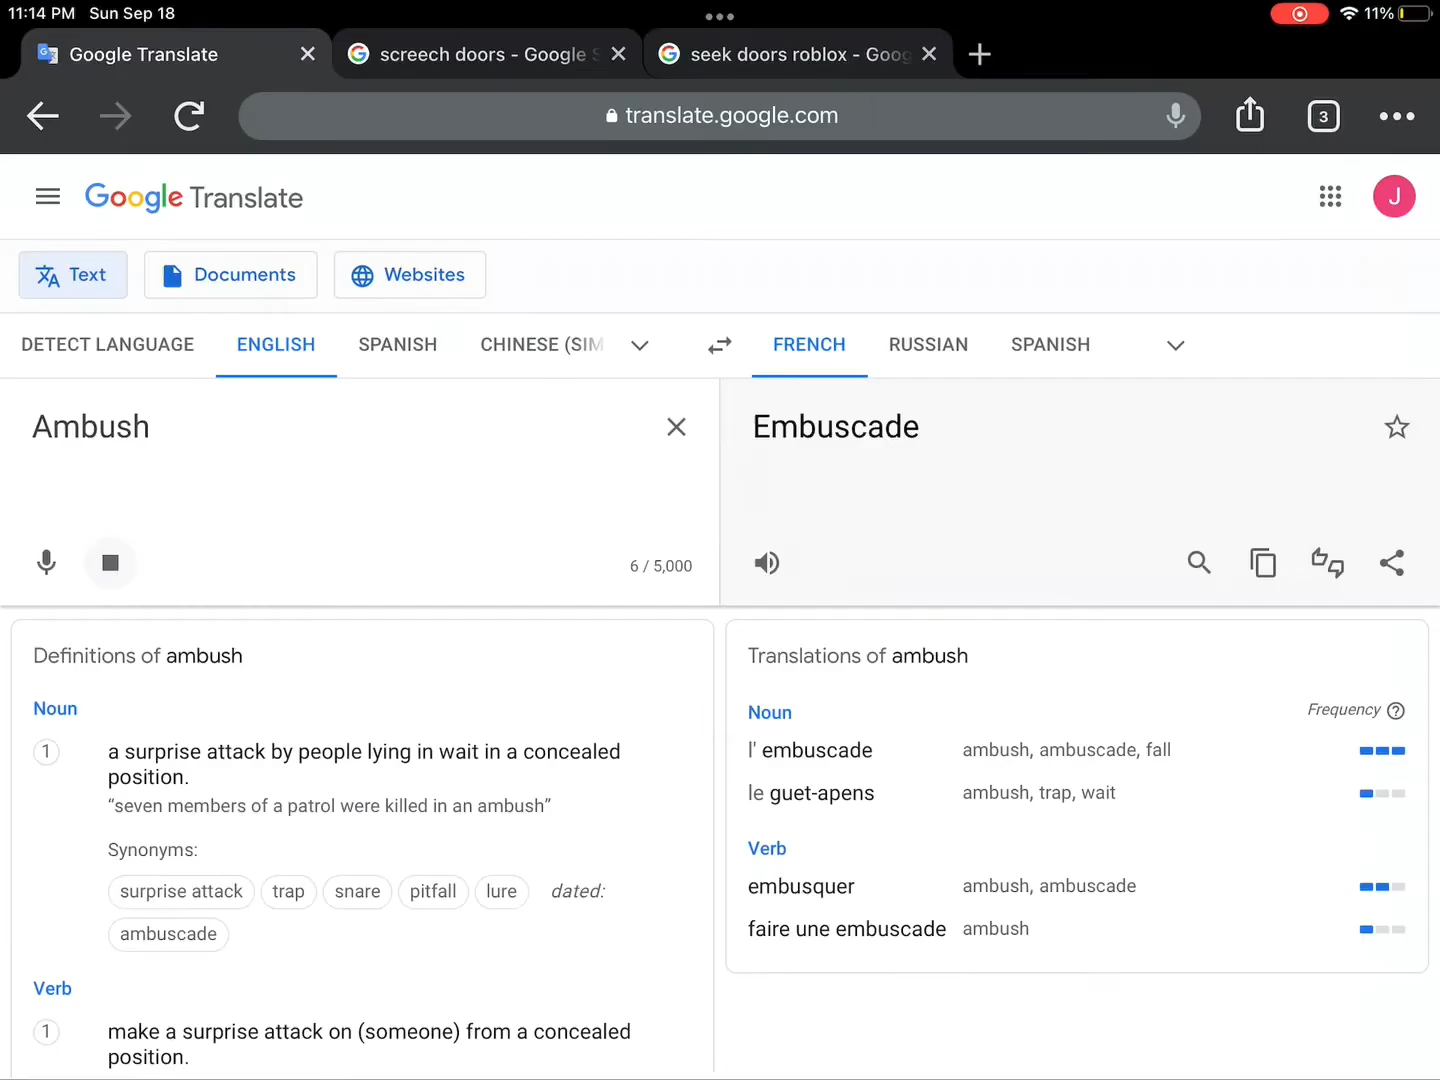 11:14 PM Sun Sep 18
11%
Google Translate
screech doors - Google S
seek doors roblox - Goog
translate.google.com
3
Google Translate
J
Text
Documents
Websites
DETECT LANGUAGE
ENGLISH
SPANISH
CHINESE (SIM
FRENCH
RUSSIAN
SPANISH
Ambush
Embuscade
6 / 5,000
Definitions of ambush
Noun
1
a surprise attack by people lying in wait in a concealed
position.
“seven members of a patrol were killed in an ambush”
Synonyms:
surprise attack
trap
snare
pitfall
lure
dated:
ambuscade
Verb
1
make a surprise attack on (someone) from a concealed
position.
Translations of ambush
Noun
Frequency
l' embuscade
ambush, ambuscade, fall
le guet-apens
ambush, trap, wait
Verb
embusquer
ambush, ambuscade
faire une embuscade
ambush